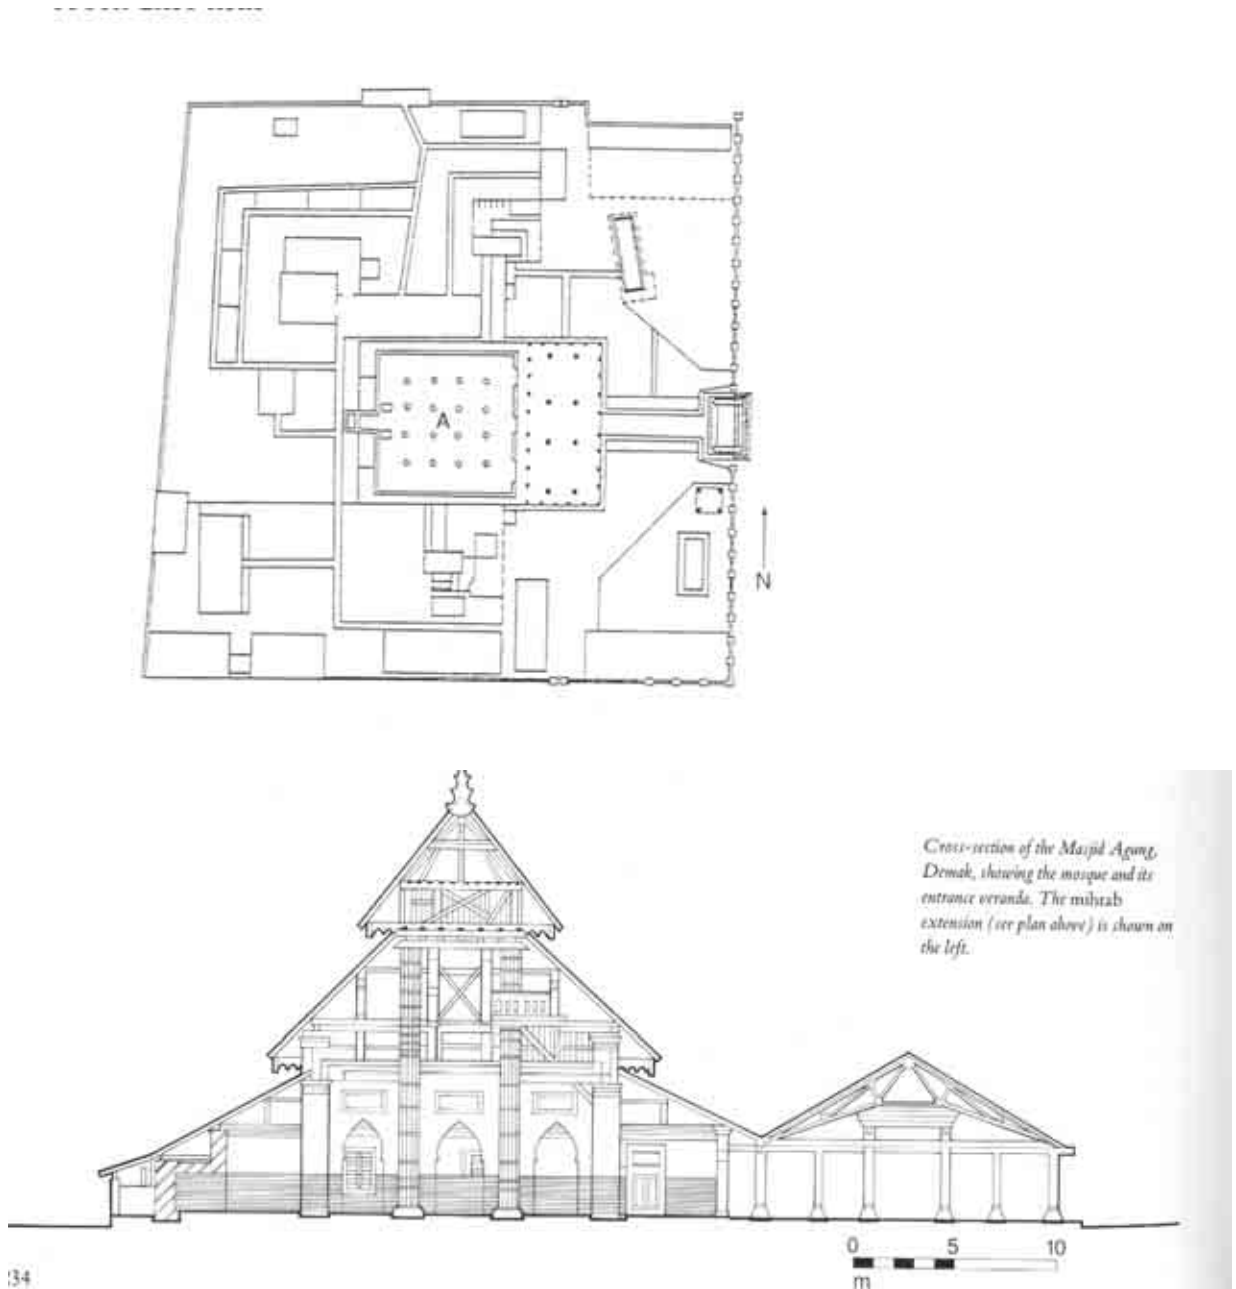 A
N
Cross-section of the Masjid Agung,
Demak, showing the mosque and its
entrance veranda. The mihrab
extension (see plan above) is shown on
the left.
0 5 10
m
34